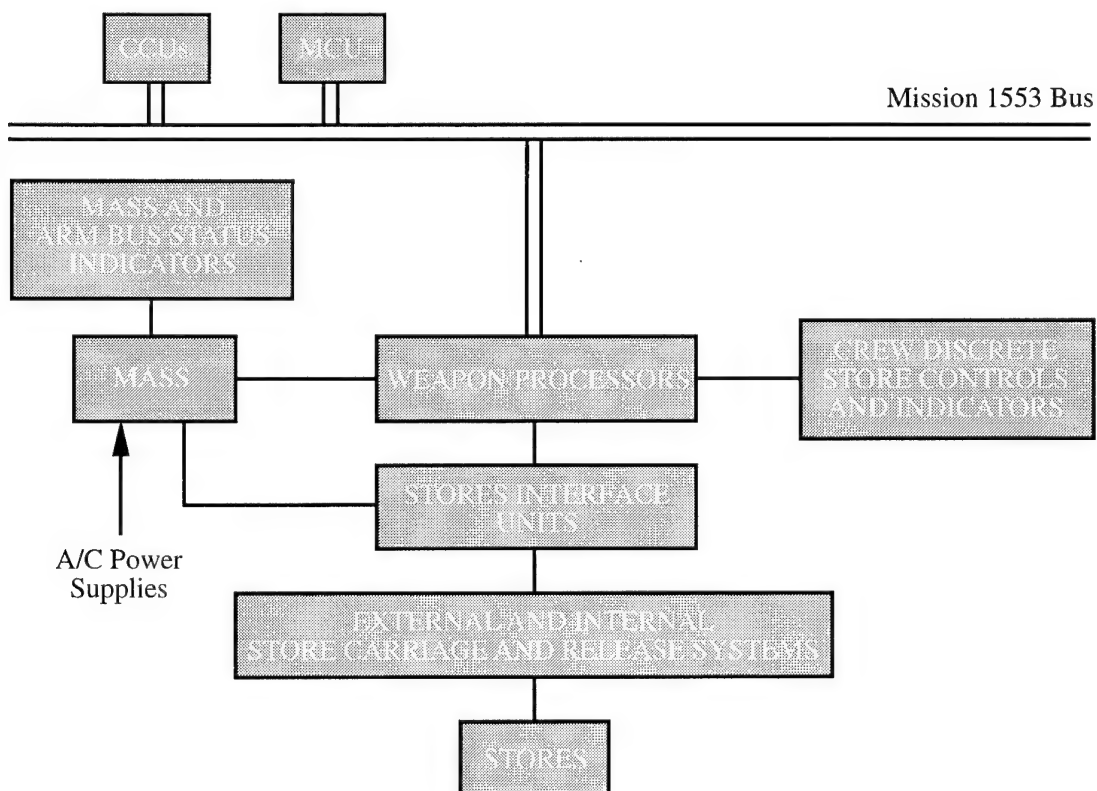 CCUs
MCU
Mission 1553 Bus
MASS AND
ARM BUS STATUS
INDICATORS
MASS
WEAPON PROCESSORS
CREW DISCRETE
STORE CONTROLS
AND INDICATORS
STORES INTERFACE
UNITS
A/C Power
Supplies
EXTERNAL AND INTERNAL
STORE CARRIAGE AND RELEASE SYSTEMS
STORES